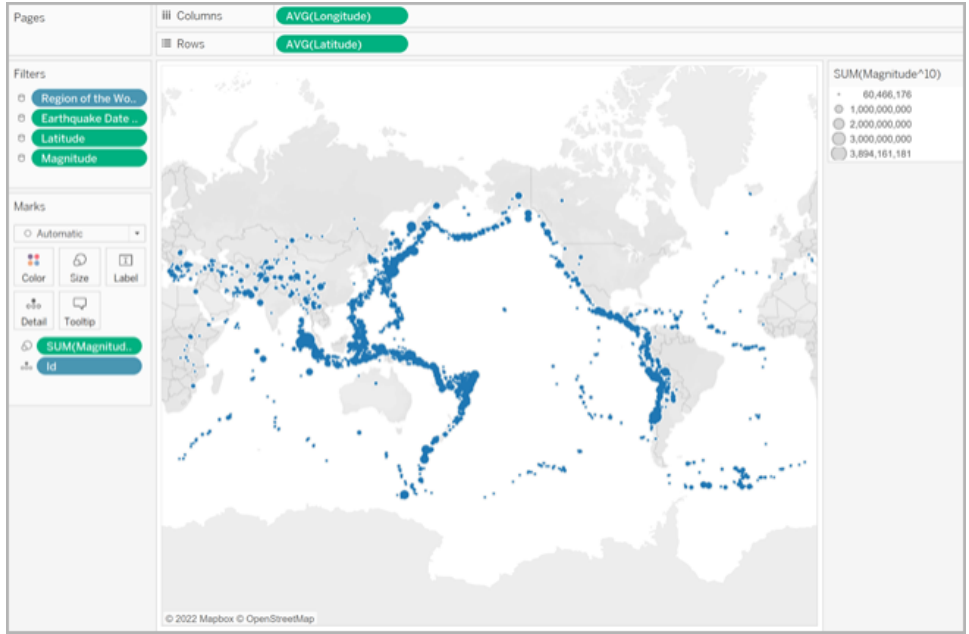 Pages
Columns
AVG(Longitude)
Rows
AVG(Latitude)
Filters
Region of the Wo..
Earthquake Date ..
Latitude
Magnitude
Marks
Automatic
Color Size Label
Detail Tooltip
SUM(Magnitud..
Id
SUM(Magnitude^10)
60,466,176
1,000,000,000
2,000,000,000
3,000,000,000
3,894,161,181
© 2022 Mapbox © OpenStreetMap